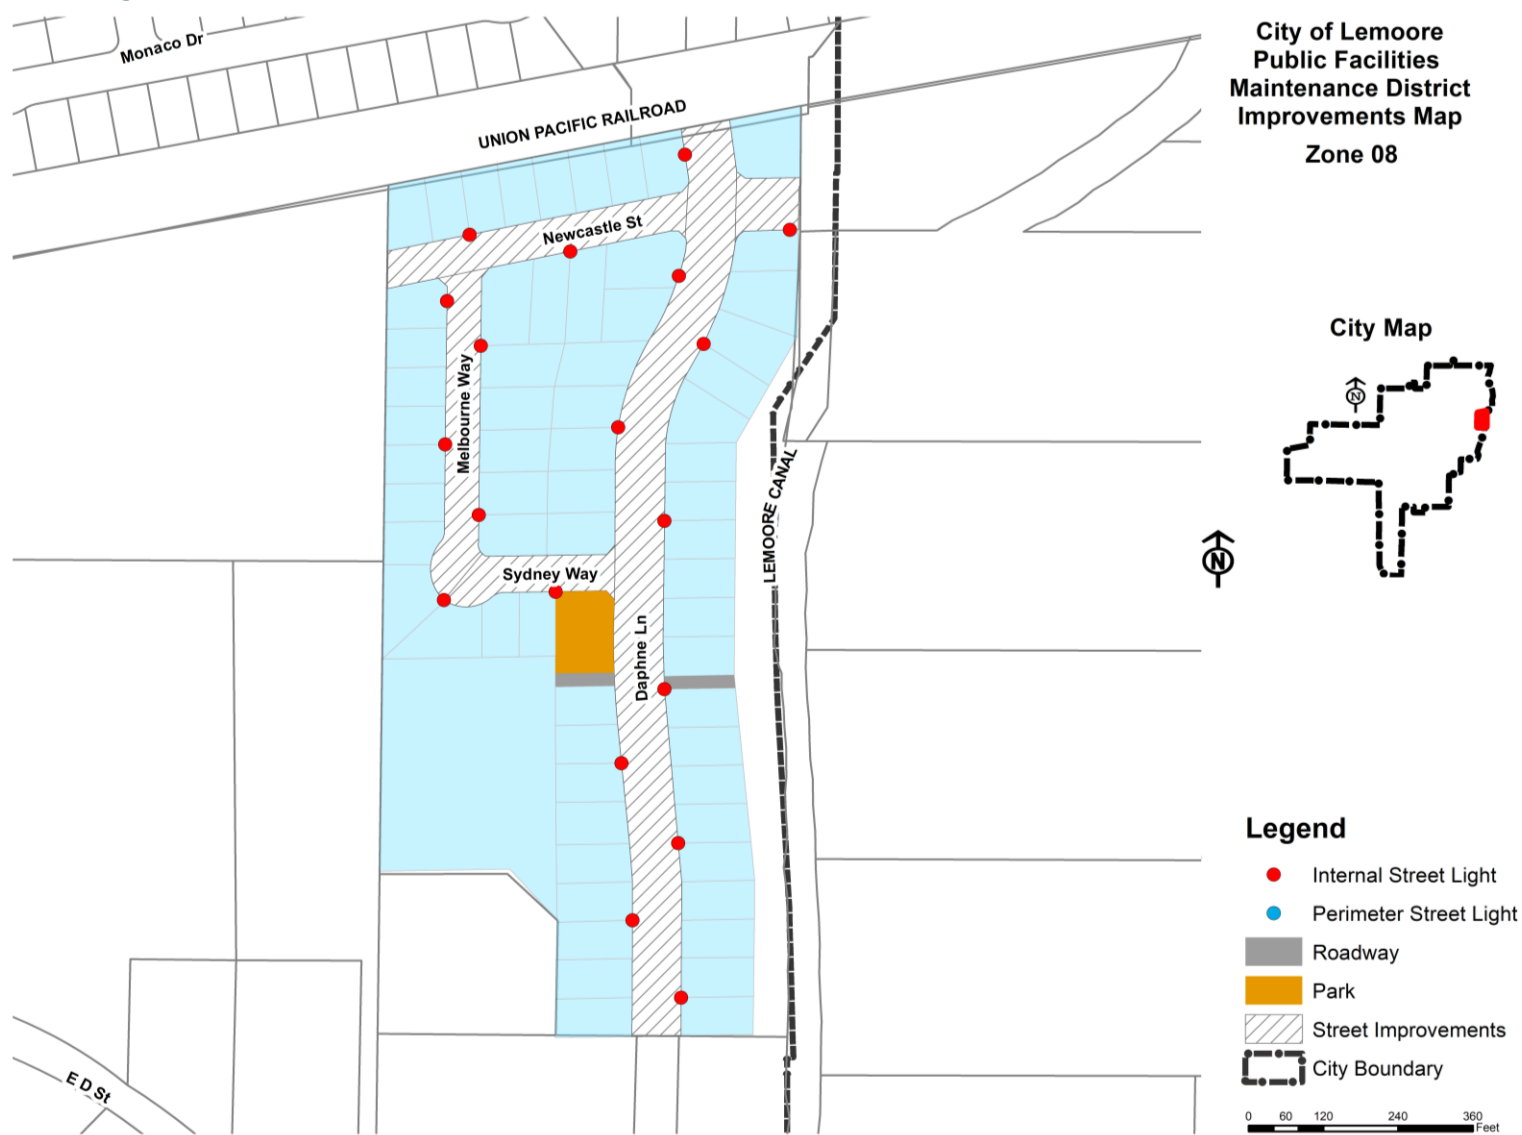 Monaco Dr
UNION PACIFIC RAILROAD
Newcastle St
Melbourne Way
Sydney Way
Daphne Ln
LEMOORE CANAL
E D St
City of Lemoore
Public Facilities
Maintenance District
Improvements Map
Zone 08
City Map
N
N
Legend
Internal Street Light
Perimeter Street Light
Roadway
Park
Street Improvements
City Boundary
0 60 120 240 360
Feet